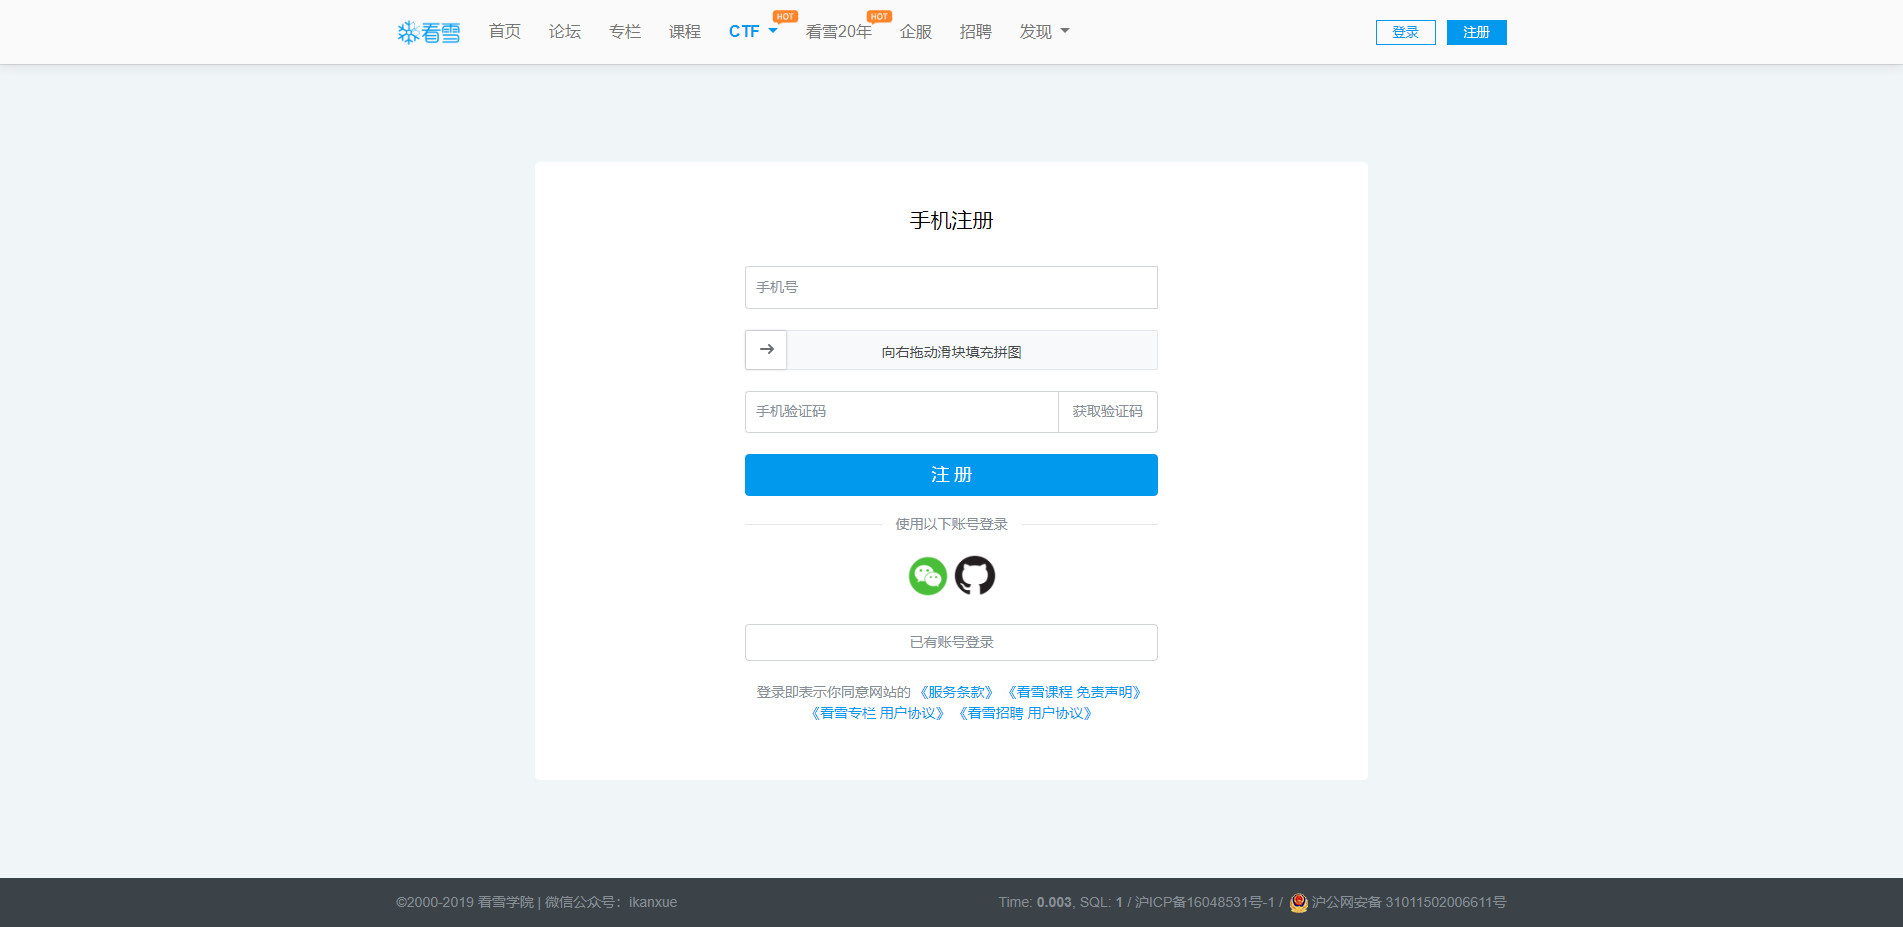 看雪 首页 论坛 专栏 课程 CTF HOT 看雪20年 HOT 企服 招聘 发现 登录 注册
手机注册
手机号
向右拖动滑块填充拼图
手机验证码 获取验证码
注 册
使用以下账号登录
已有账号登录
登录即表示你同意网站的 《服务条款》 《看雪课程 免责声明》
《看雪专栏 用户协议》 《看雪招聘 用户协议》
©2000-2019 看雪学院 | 微信公众号：ikanxue Time: 0.003, SQL: 1 / 沪ICP备16048531号-1 / 沪公网安备 31011502006611号